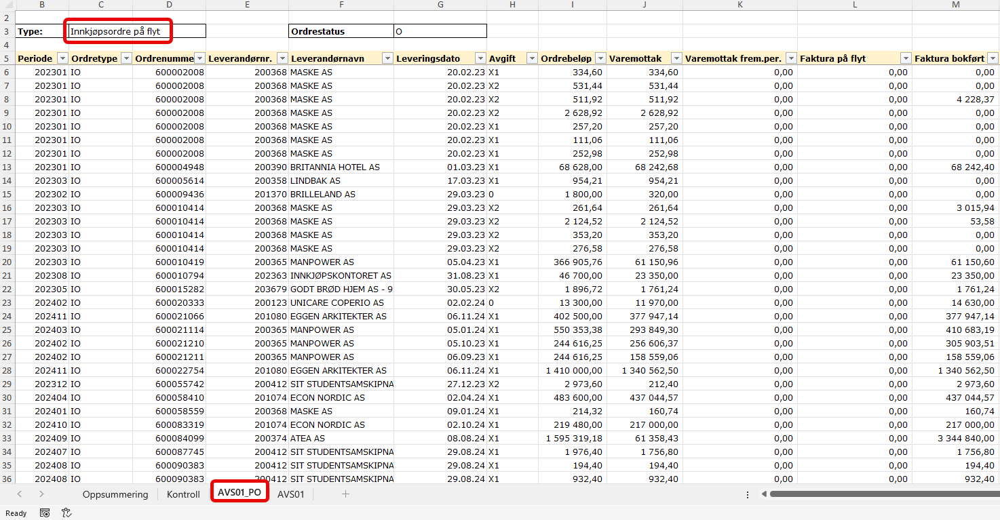 B C D E F G H I J K L M
2
3 Type: Innkjøpsordre på flyt Ordrestatus O
4
5 Periode Ordretype Ordrenumme Leverandørnr. Leverandørnavn Leveringsdato Avgift Ordrebeløp Varemottak Varemottak frem.per. Faktura på flyt Faktura bokført
6 202301 IO 600002008 200368 MASKE AS 20.02.23 X1 334,60 334,60 0,00 0,00 0,00
7 202301 IO 600002008 200368 MASKE AS 20.02.23 X2 531,44 531,44 0,00 0,00 0,00
8 202301 IO 600002008 200368 MASKE AS 20.02.23 X2 511,92 511,92 0,00 0,00 4 228,37
9 202301 IO 600002008 200368 MASKE AS 20.02.23 X2 2 628,92 2 628,92 0,00 0,00 0,00
10 202301 IO 600002008 200368 MASKE AS 20.02.23 X1 257,20 257,20 0,00 0,00 0,00
11 202301 IO 600002008 200368 MASKE AS 20.02.23 X1 111,06 111,06 0,00 0,00 0,00
12 202301 IO 600002008 200368 MASKE AS 20.02.23 X1 252,98 252,98 0,00 0,00 0,00
13 202301 IO 600004948 200390 BRITANNIA HOTEL AS 01.03.23 X1 68 628,00 68 242,68 0,00 0,00 68 242,40
14 202303 IO 600005614 200358 LINDBAK AS 17.03.23 X1 954,21 954,21 0,00 0,00 0,00
15 202302 IO 600009436 201370 BRILLELAND AS 29.03.23 0 1 800,00 320,00 0,00 0,00 0,00
16 202303 IO 600010414 200368 MASKE AS 29.03.23 X2 261,64 261,64 0,00 0,00 3 015,94
17 202303 IO 600010414 200368 MASKE AS 29.03.23 X2 2 124,52 2 124,52 0,00 0,00 53,58
18 202303 IO 600010414 200368 MASKE AS 29.03.23 X2 353,20 353,20 0,00 0,00 0,00
19 202303 IO 600010414 200368 MASKE AS 29.03.23 X2 276,58 276,58 0,00 0,00 0,00
20 202303 IO 600010419 200365 MANPOWER AS 05.04.23 X1 366 905,76 61 150,96 0,00 0,00 61 150,60
21 202308 IO 600010794 202363 INNKJØPSKONTORET AS 31.08.23 X1 46 700,00 23 350,00 0,00 0,00 23 350,00
22 202305 IO 600015282 203679 GODT BRØD HJEM AS - 9 30.05.23 X2 1 896,72 1 761,24 0,00 0,00 1 761,24
23 202402 IO 600020333 200123 UNICARE COPERIO AS 02.02.24 0 13 300,00 11 970,00 0,00 0,00 14 630,00
24 202411 IO 600021066 201080 EGGEN ARKITEKTER AS 06.11.24 X1 402 500,00 377 947,14 0,00 0,00 377 947,14
25 202403 IO 600021114 200365 MANPOWER AS 05.01.24 X1 550 353,38 293 849,30 0,00 0,00 410 683,19
26 202402 IO 600021210 200365 MANPOWER AS 05.10.23 X1 244 616,25 256 606,37 0,00 0,00 305 903,51
27 202402 IO 600021211 200365 MANPOWER AS 06.09.23 X1 244 616,25 158 559,06 0,00 0,00 158 559,06
28 202411 IO 600022754 201080 EGGEN ARKITEKTER AS 06.11.24 X1 1 410 000,00 1 340 562,50 0,00 0,00 1 340 562,50
29 202312 IO 600055742 200412 SIT STUDENTSAMSKIPNA 27.12.23 X2 2 973,60 212,40 0,00 0,00 2 973,60
30 202404 IO 600058410 201074 ECON NORDIC AS 02.04.24 X1 483 600,00 437 044,57 0,00 0,00 437 044,57
31 202401 IO 600058559 200368 MASKE AS 09.01.24 X1 214,32 160,74 0,00 0,00 160,74
32 202410 IO 600083319 201074 ECON NORDIC AS 02.10.24 X1 219 480,00 217 000,00 0,00 0,00 217 000,00
33 202409 IO 600084099 200374 ATEA AS 08.08.24 X1 1 595 319,18 61 358,43 0,00 0,00 3 344 840,00
34 202407 IO 600087745 200412 SIT STUDENTSAMSKIPNA 29.08.24 X1 1 976,40 1 756,80 0,00 0,00 1 756,80
35 202408 IO 600090383 200412 SIT STUDENTSAMSKIPNA 29.08.24 X1 194,40 194,40 0,00 0,00 194,40
36 202408 IO 600090383 200412 SIT STUDENTSAMSKIPNA 29.08.24 X1 932,40 932,40 0,00 0,00 932,40
Oppsummering Kontroll AVS01_PO AVS01
Ready